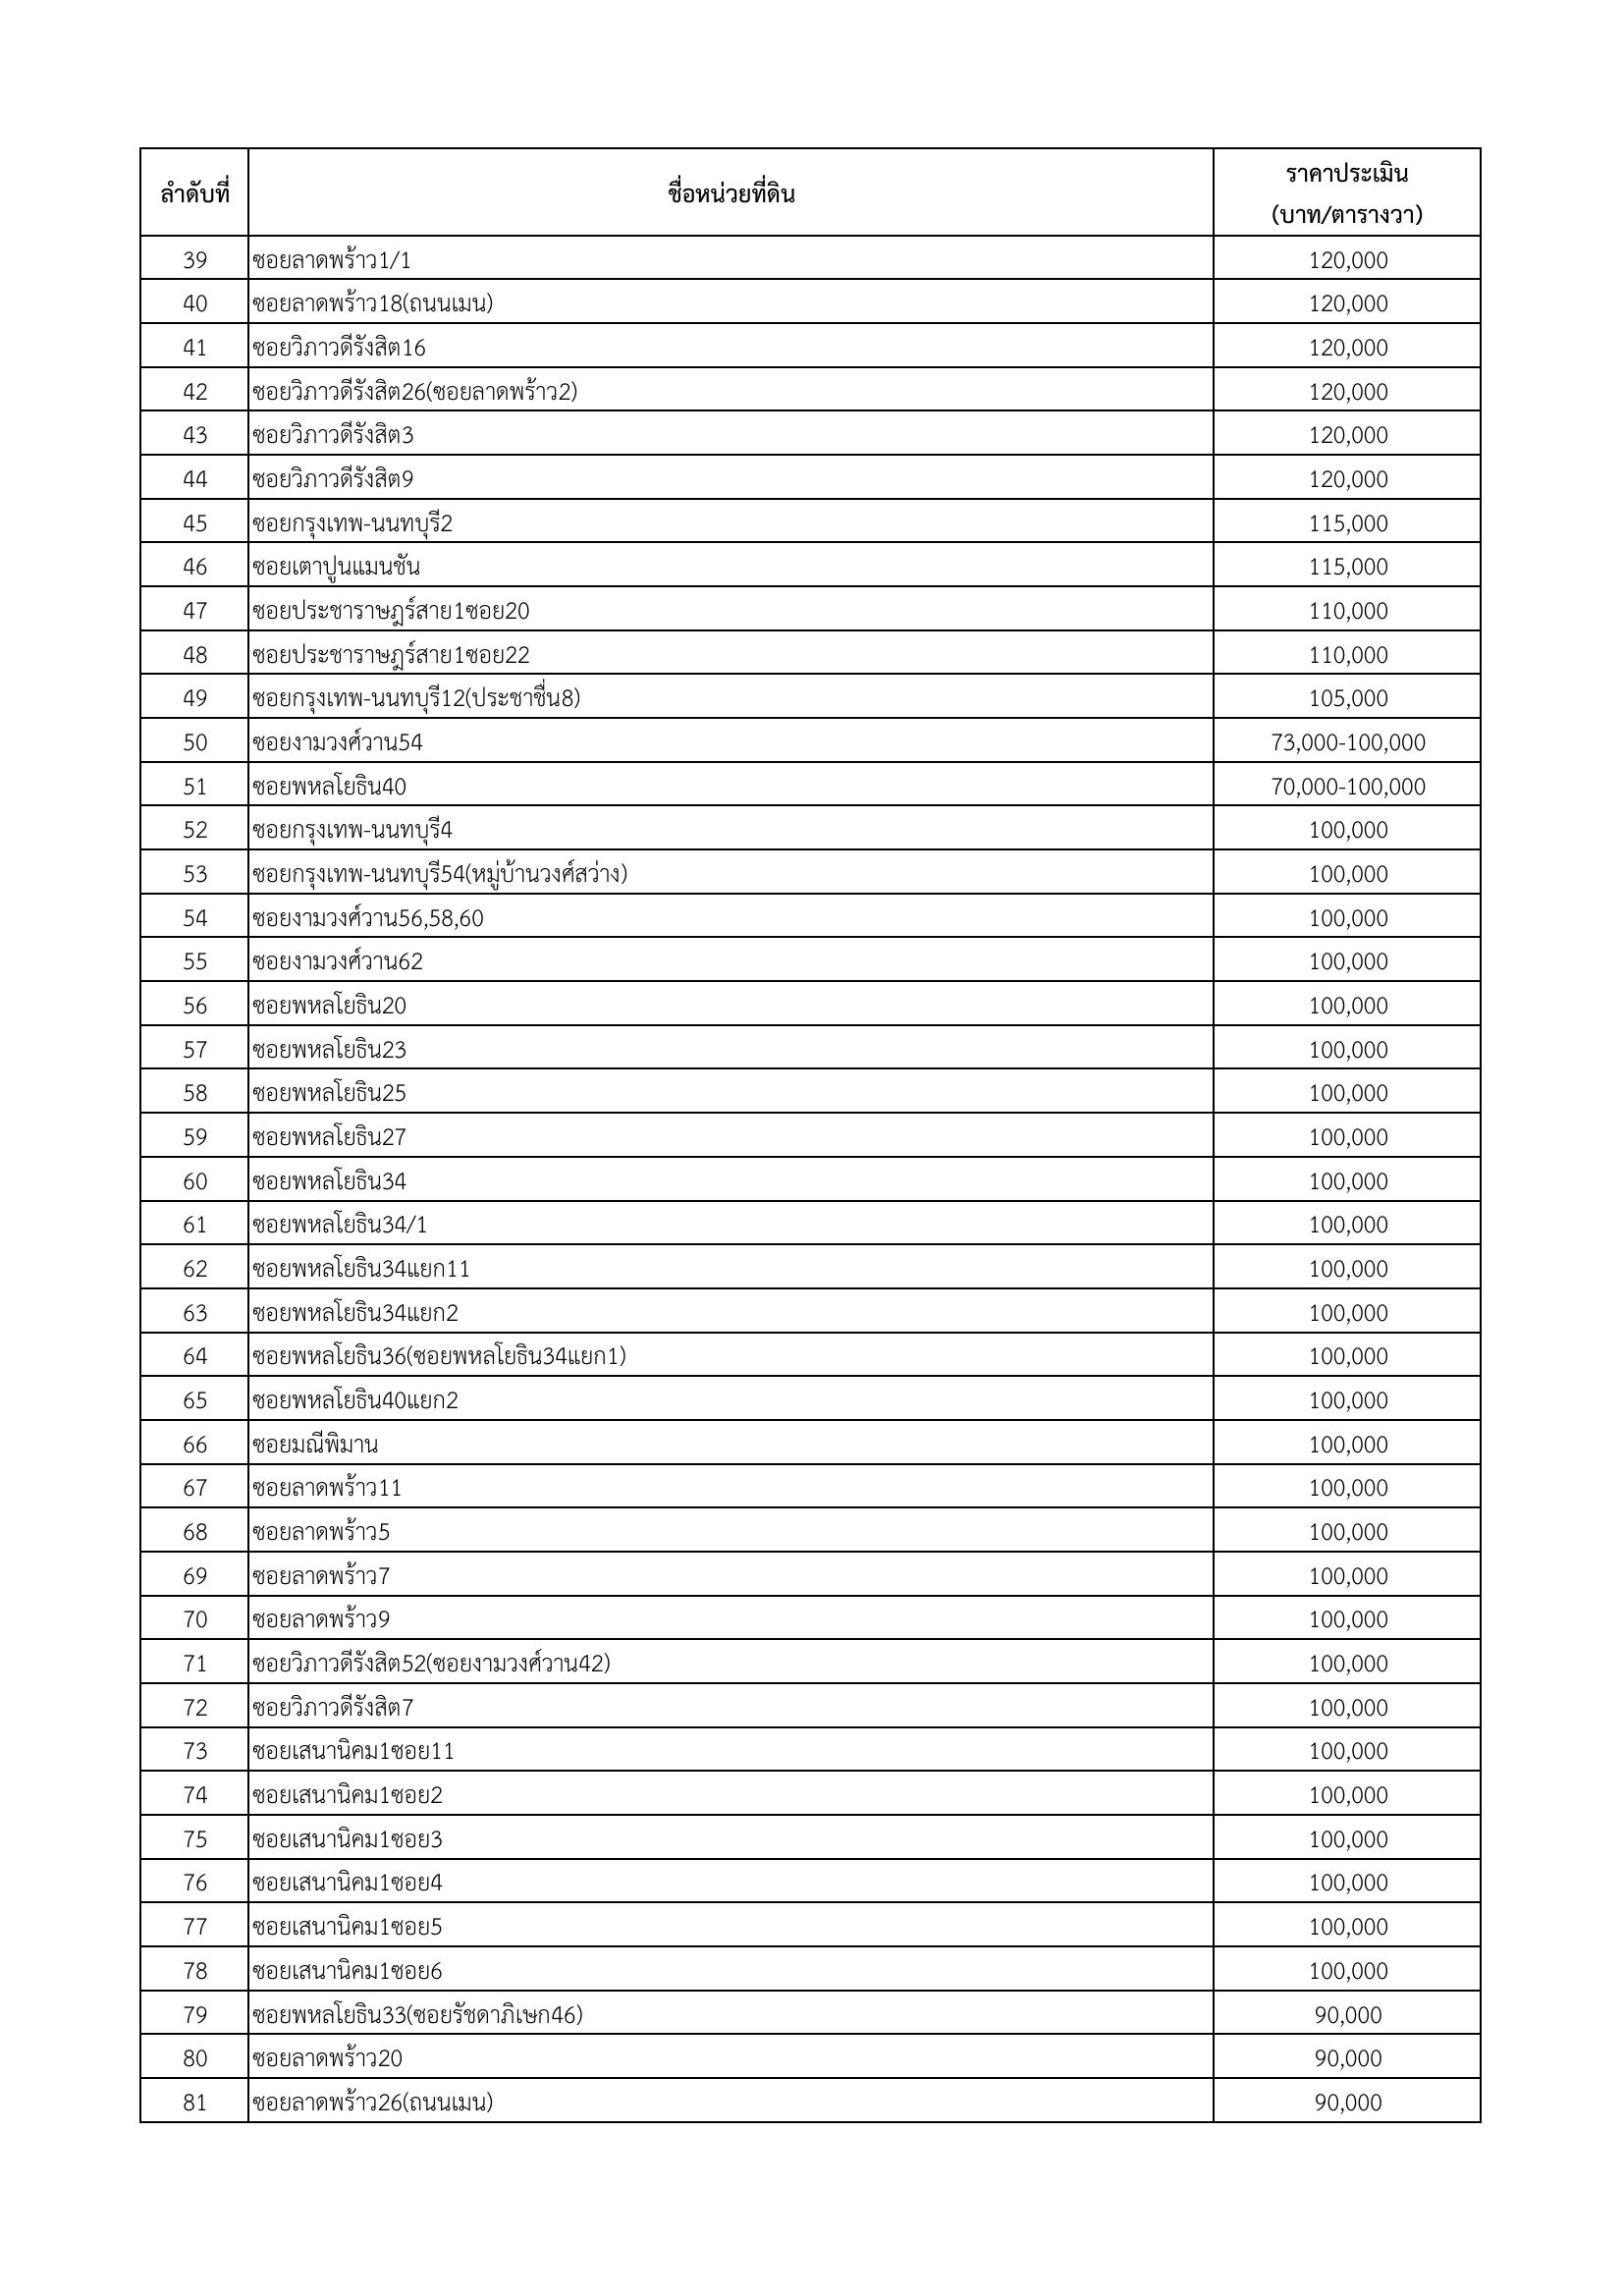 ลำดับที่ ชื่อหน่วยที่ดิน ราคาประเมิน
(บาท/ตารางวา)
39 ซอยลาดพร้าว1/1 120,000
40 ซอยลาดพร้าว18(ถนนเมน) 120,000
41 ซอยวิภาวดีรังสิต16 120,000
42 ซอยวิภาวดีรังสิต26(ซอยลาดพร้าว2) 120,000
43 ซอยวิภาวดีรังสิต3 120,000
44 ซอยวิภาวดีรังสิต9 120,000
45 ซอยกรุงเทพ-นนทบุรี2 115,000
46 ซอยเตาปูนแมนชัน 115,000
47 ซอยประชาราษฎร์สาย1ซอย20 110,000
48 ซอยประชาราษฎร์สาย1ซอย22 110,000
49 ซอยกรุงเทพ-นนทบุรี12(ประชาชื่น8) 105,000
50 ซอยงามวงศ์วาน54 73,000-100,000
51 ซอยพหลโยธิน40 70,000-100,000
52 ซอยกรุงเทพ-นนทบุรี4 100,000
53 ซอยกรุงเทพ-นนทบุรี54(หมู่บ้านวงศ์สว่าง) 100,000
54 ซอยงามวงศ์วาน56,58,60 100,000
55 ซอยงามวงศ์วาน62 100,000
56 ซอยพหลโยธิน20 100,000
57 ซอยพหลโยธิน23 100,000
58 ซอยพหลโยธิน25 100,000
59 ซอยพหลโยธิน27 100,000
60 ซอยพหลโยธิน34 100,000
61 ซอยพหลโยธิน34/1 100,000
62 ซอยพหลโยธิน34แยก11 100,000
63 ซอยพหลโยธิน34แยก2 100,000
64 ซอยพหลโยธิน36(ซอยพหลโยธิน34แยก1) 100,000
65 ซอยพหลโยธิน40แยก2 100,000
66 ซอยมณีพิมาน 100,000
67 ซอยลาดพร้าว11 100,000
68 ซอยลาดพร้าว5 100,000
69 ซอยลาดพร้าว7 100,000
70 ซอยลาดพร้าว9 100,000
71 ซอยวิภาวดีรังสิต52(ซอยงามวงศ์วาน42) 100,000
72 ซอยวิภาวดีรังสิต7 100,000
73 ซอยเสนานิคม1ซอย11 100,000
74 ซอยเสนานิคม1ซอย2 100,000
75 ซอยเสนานิคม1ซอย3 100,000
76 ซอยเสนานิคม1ซอย4 100,000
77 ซอยเสนานิคม1ซอย5 100,000
78 ซอยเสนานิคม1ซอย6 100,000
79 ซอยพหลโยธิน33(ซอยรัชดาภิเษก46) 90,000
80 ซอยลาดพร้าว20 90,000
81 ซอยลาดพร้าว26(ถนนเมน) 90,000